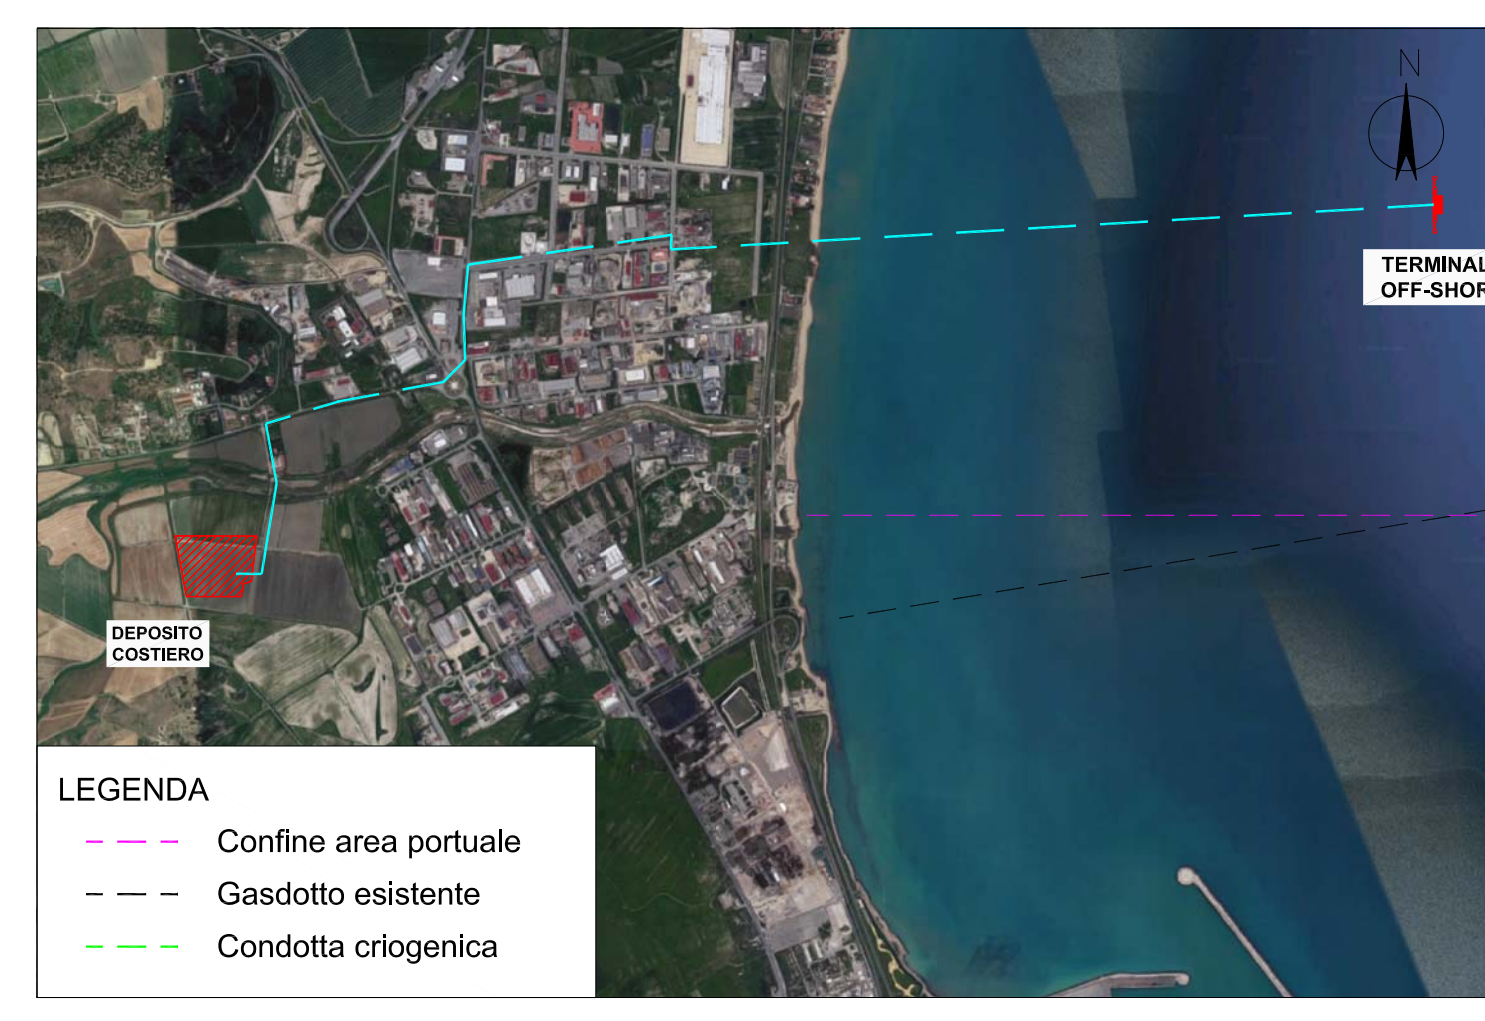 N
TERMINAL
OFF-SHOR
DEPOSITO
COSTIERO
LEGENDA
Confine area portuale
Gasdotto esistente
Condotta criogenica